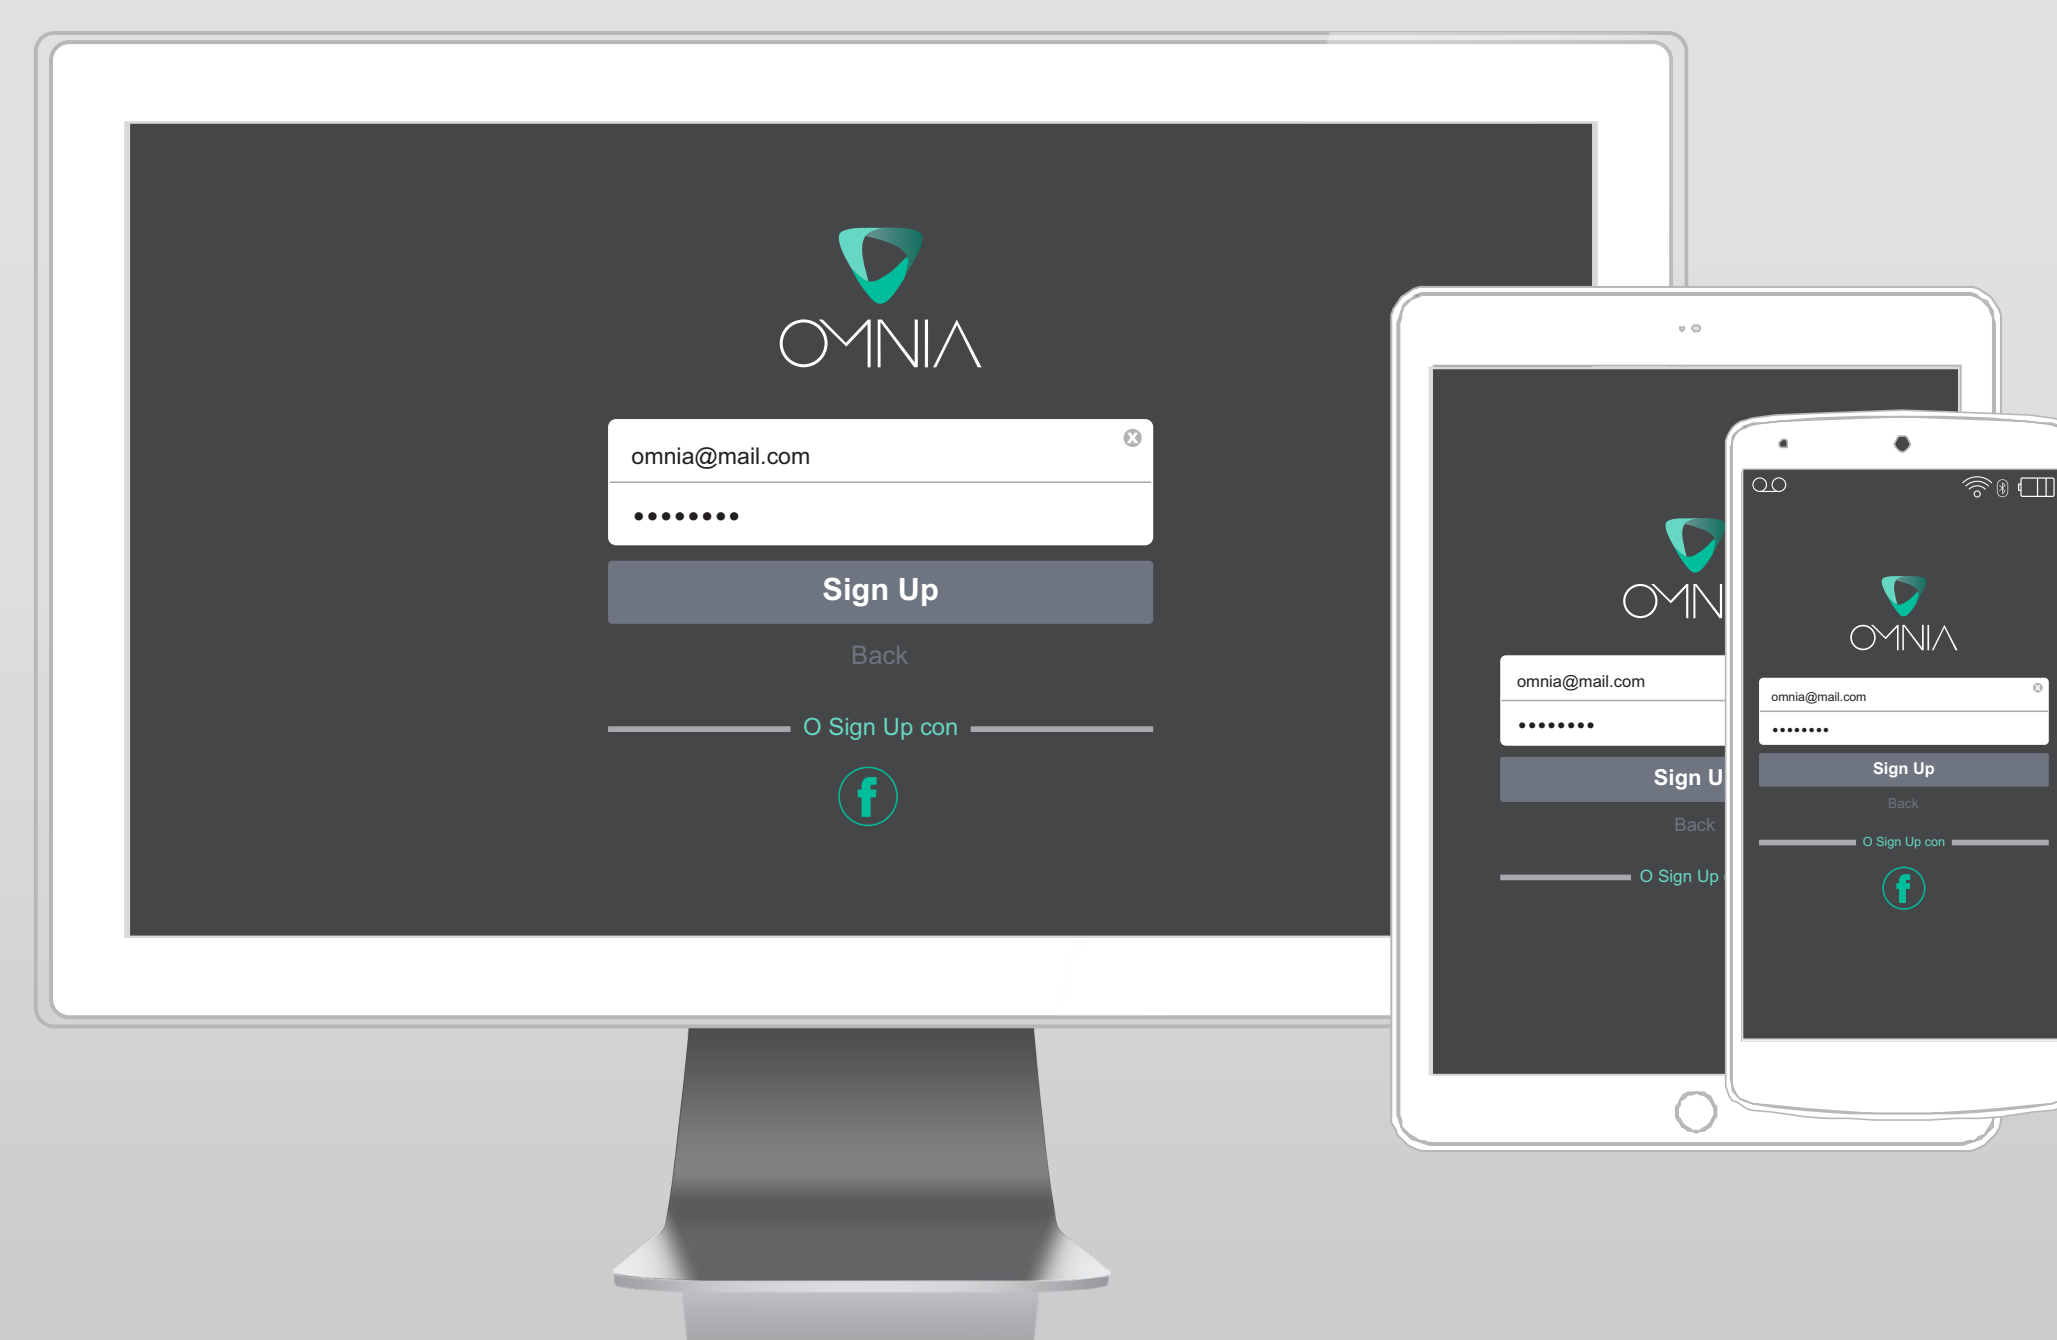 OMNIA
omnia@mail.com
••••••••
Sign Up
Back
O Sign Up con
f
OMN
omnia@mail.com
••••••••
Sign U
Back
O Sign Up
OMNIA
omnia@mail.com
••••••••
Sign Up
Back
O Sign Up con
f